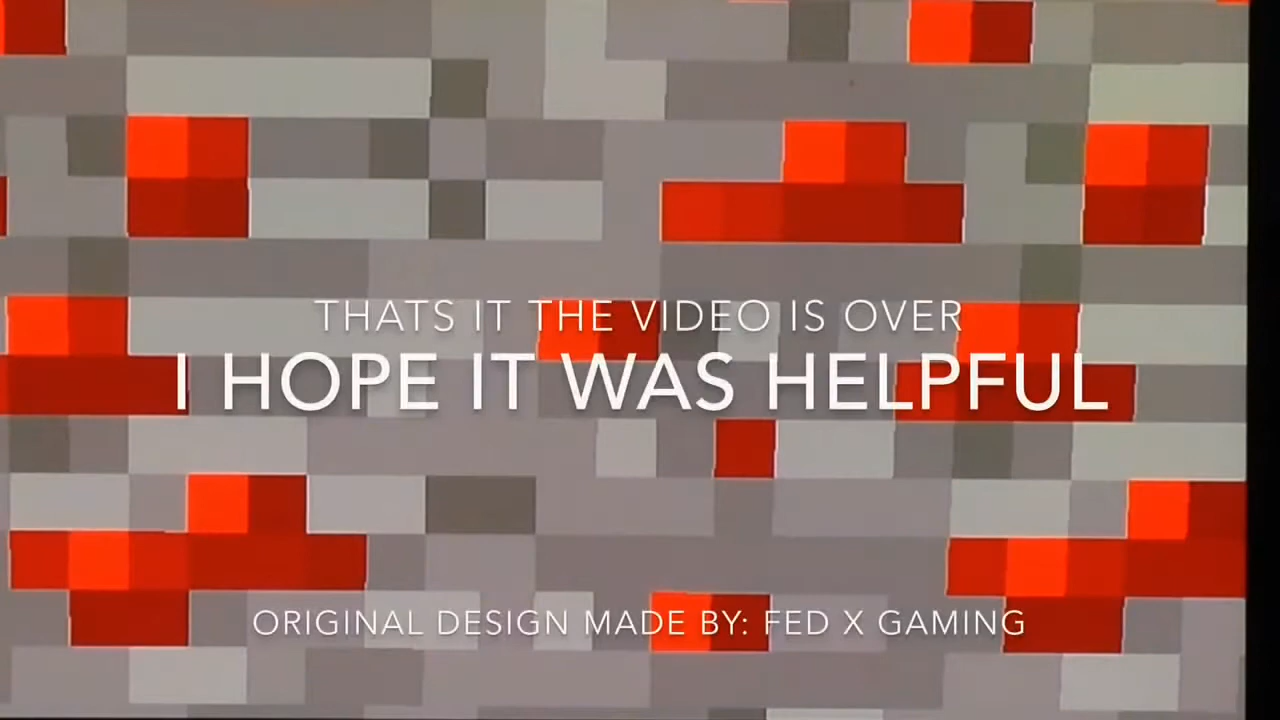 THATS IT THE VIDEO IS OVER
I HOPE IT WAS HELPFUL
ORIGINAL DESIGN MADE BY: FED X GAMING